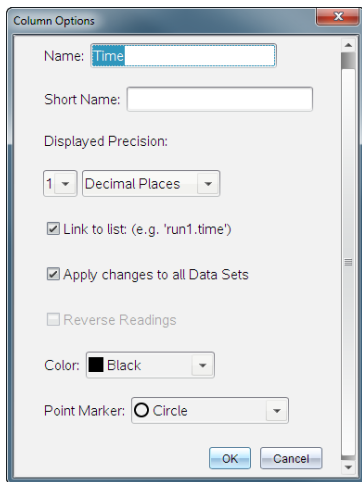 Column Options
Name: Time
Short Name:
Displayed Precision:
1 Decimal Places
Link to list: (e.g. 'run1.time')
Apply changes to all Data Sets
Reverse Readings
Color: Black
Point Marker: Circle
OK Cancel